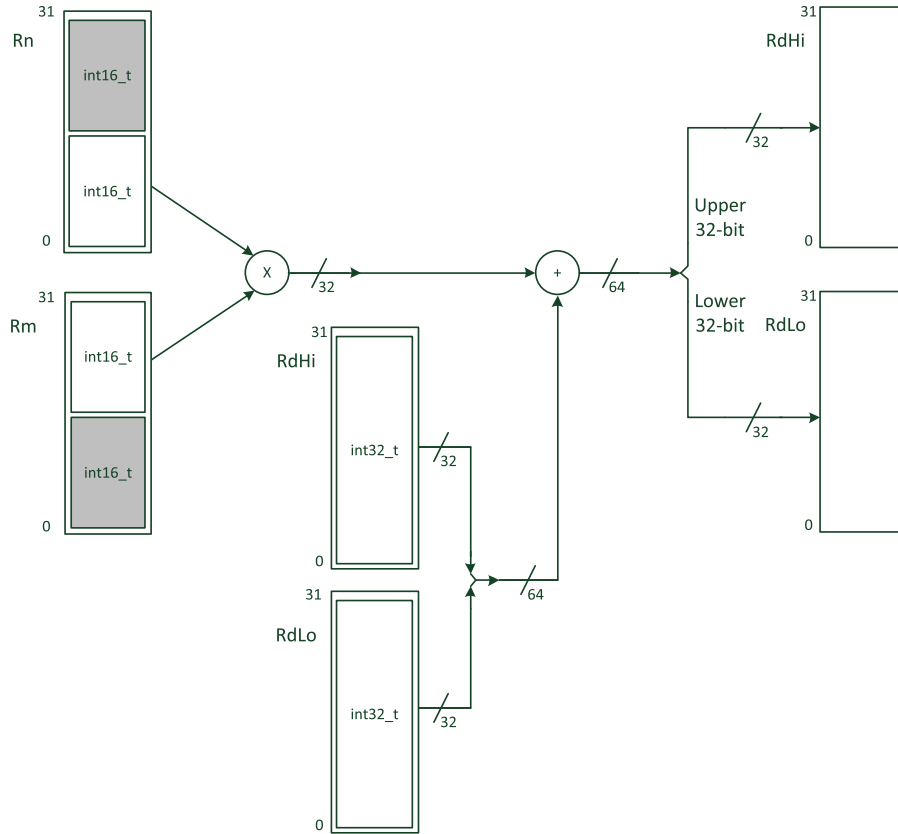 31
Rn
int16_t
int16_t
0
31
Rm
int16_t
int16_t
0
X
32
31
RdHi
int32_t
32
0
31
RdLo
int32_t
32
0
64
+
64
Upper
32-bit
Lower
32-bit
32
32
31
RdHi
0
31
RdLo
0